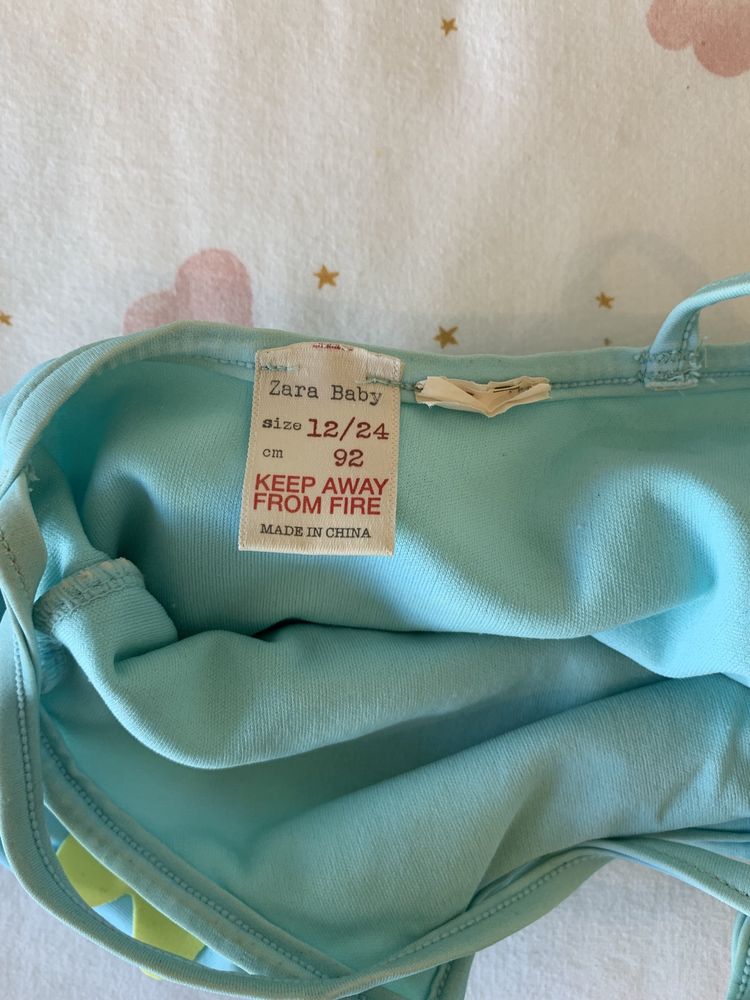 Zara Baby
size 12/24
cm 92
KEEP AWAY
FROM FIRE
MADE IN CHINA